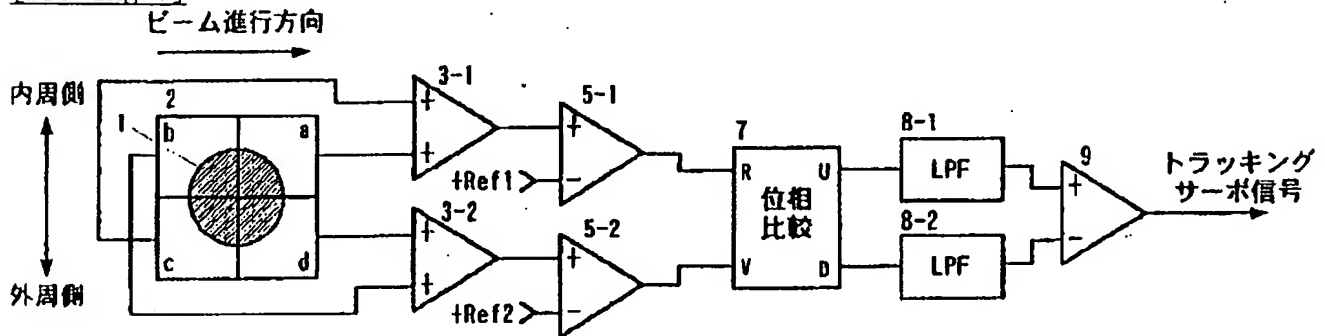 ビーム進行方向
内周側
外周側
1
2
b
a
c
d
3-1
3-2
+Ref1
+Ref2
5-1
5-2
7
R
U
位相
比較
V
D
8-1
LPF
8-2
LPF
9
トラッキング
サーボ信号